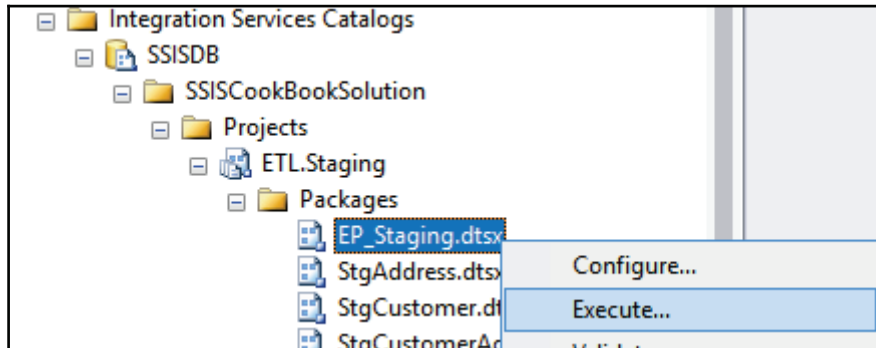 Integration Services Catalogs
SSISDB
SSISCookBookSolution
Projects
ETL.Staging
Packages
EP_Staging.dtsx
Configure...
StgAddress.dtsx
Execute...
StgCustomer.dt